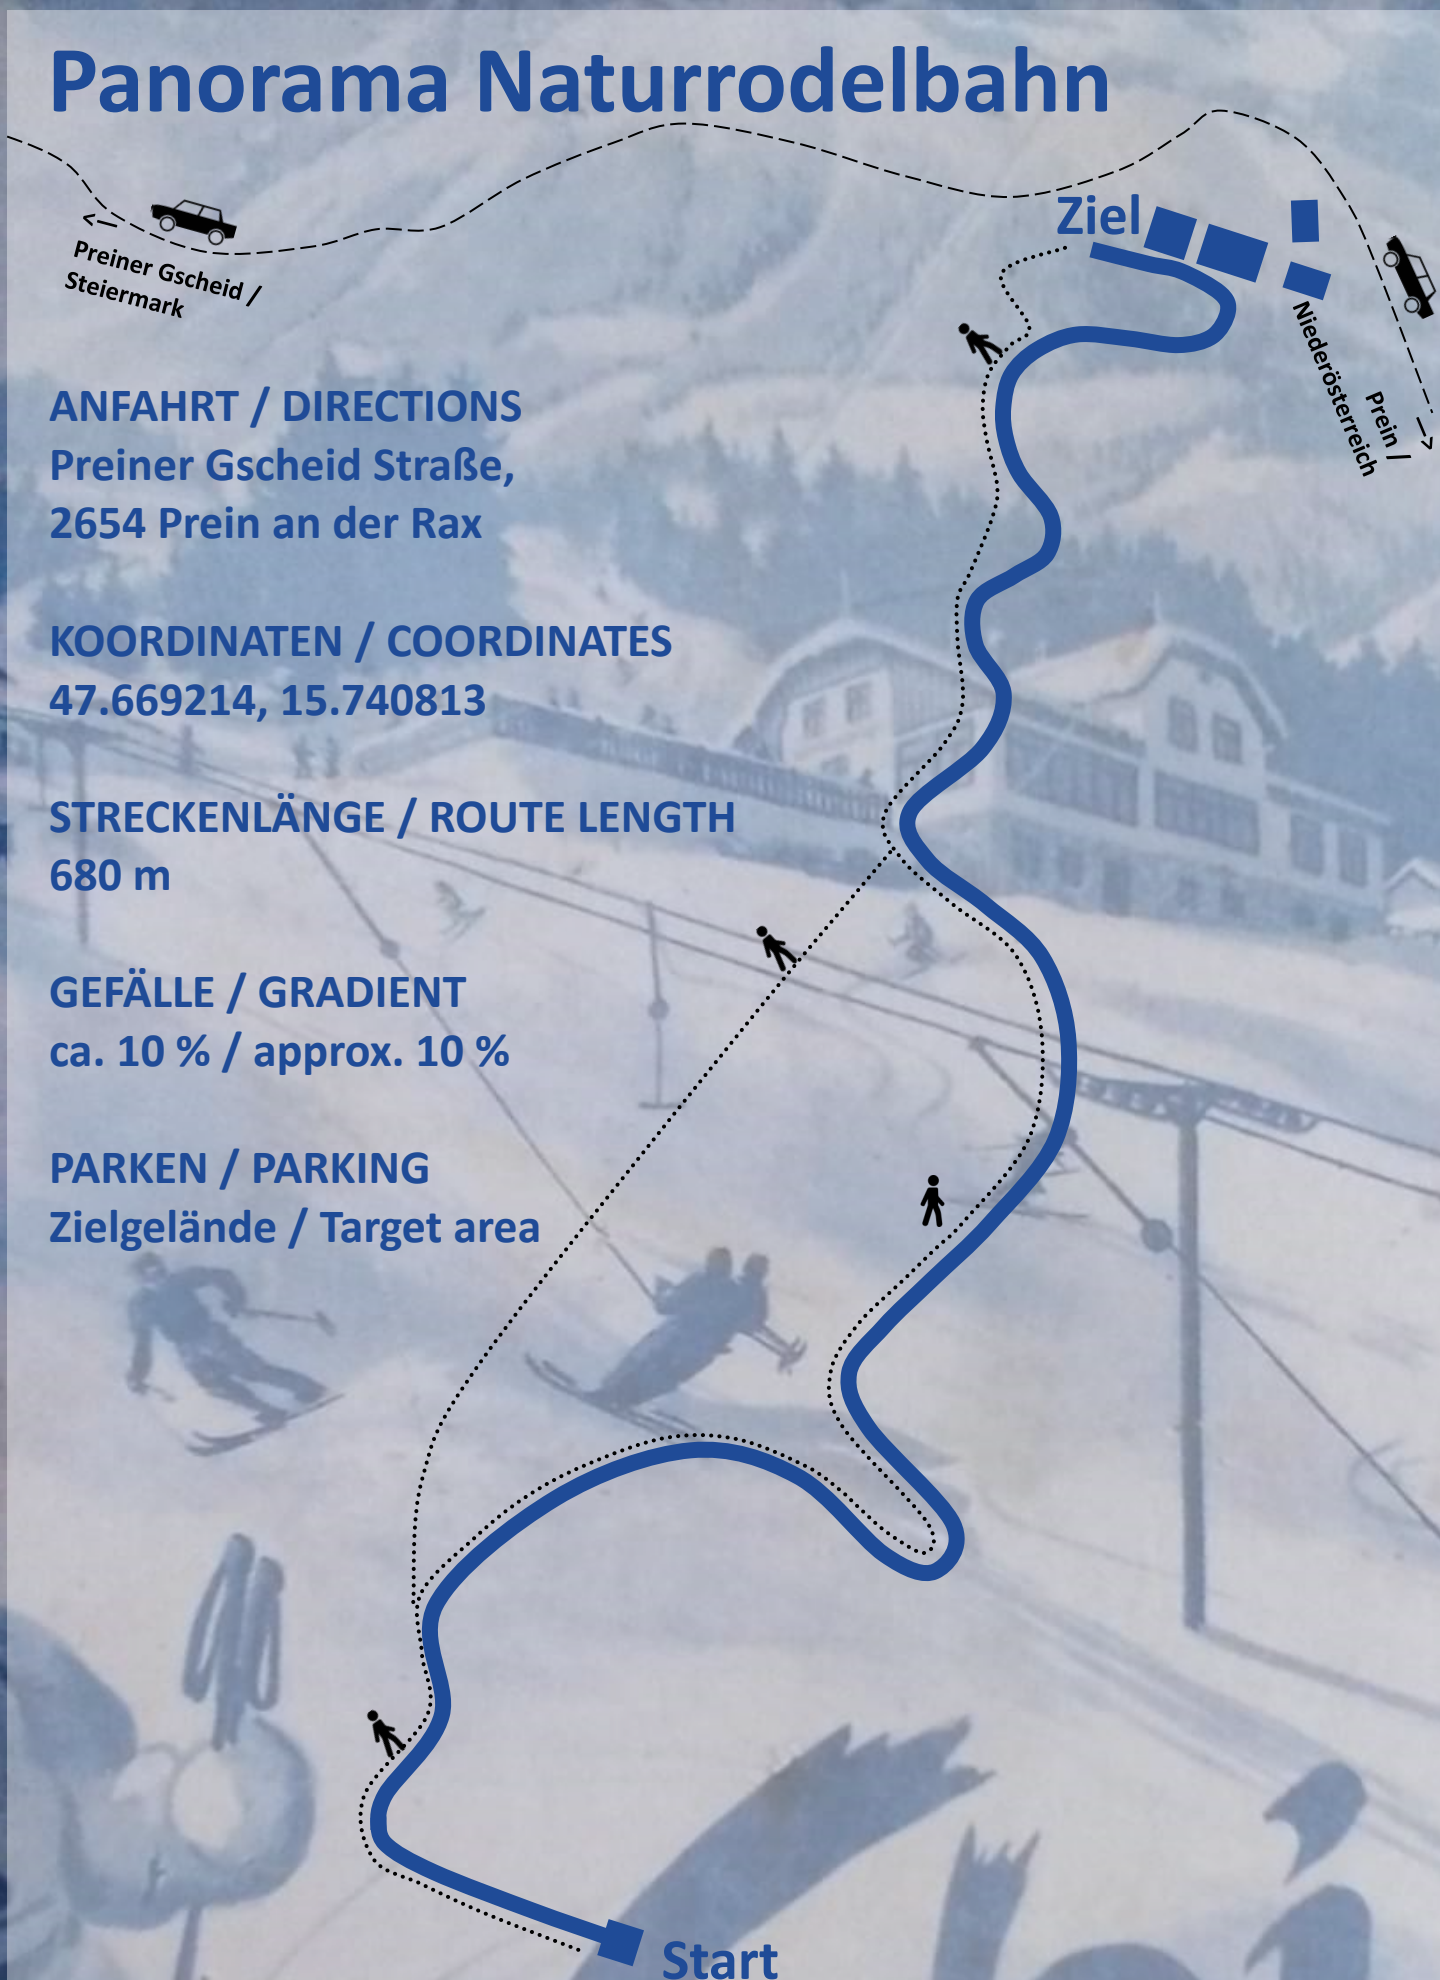 Panorama Naturrodelbahn
Ziel
Preiner Gscheid /
Steiermark
Prein /
Niederösterreich
ANFAHRT / DIRECTIONS
Preiner Gscheid Straße,
2654 Prein an der Rax
KOORDINATEN / COORDINATES
47.669214, 15.740813
STRECKENLÄNGE / ROUTE LENGTH
680 m
GEFÄLLE / GRADIENT
ca. 10 % / approx. 10 %
PARKEN / PARKING
Zielgelände / Target area
Start